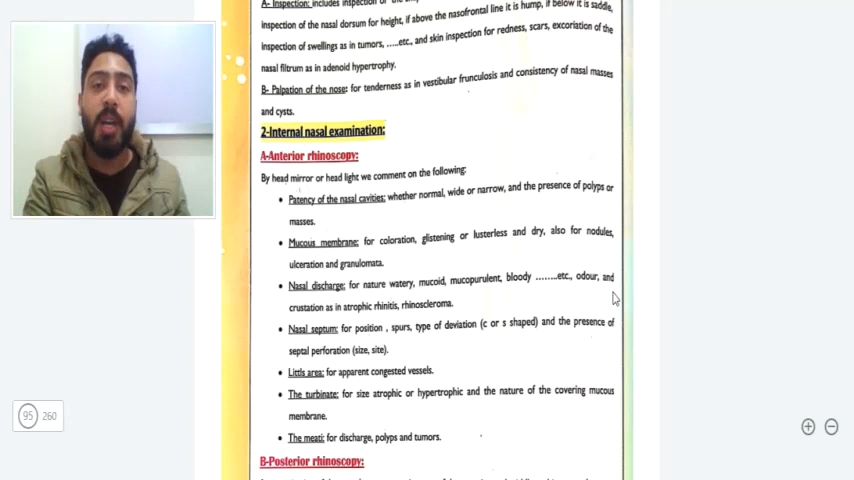 A- Inspection: includes inspection of the
inspection of the nasal dorsum for height, if above the nasofrontal line it is hump, if below it is saddle,
inspection of swellings as in tumors, .....etc., and skin inspection for redness, scars, excoriation of the
nasal filtrum as in adenoid hypertrophy.
B- Palpation of the nose: for tenderness as in vestibular frunculosis and consistency of nasal masses
and cysts.
2-Internal nasal examination:
A-Anterior rhinoscopy:
By head mirror or head light we comment on the following:
• Patency of the nasal cavities: whether normal, wide or narrow, and the presence of polyps or
masses.
• Mucous membrane: for coloration, glistening or lusterless and dry, also for nodules,
ulceration and granulomata.
• Nasal discharge: for nature watery, mucoid, mucopurulent, bloody ........etc., odour, and
crustation as in atrophic rhinitis, rhinoscleroma.
• Nasal septum: for position , spurs, type of deviation (c or s shaped) and the presence of
septal perforation (size, site).
• Littls area: for apparent congested vessels.
• The turbinate: for size atrophic or hypertrophic and the nature of the covering mucous
membrane.
• The meati: for discharge, polyps and tumors.
B-Posterior rhinoscopy:
95 260